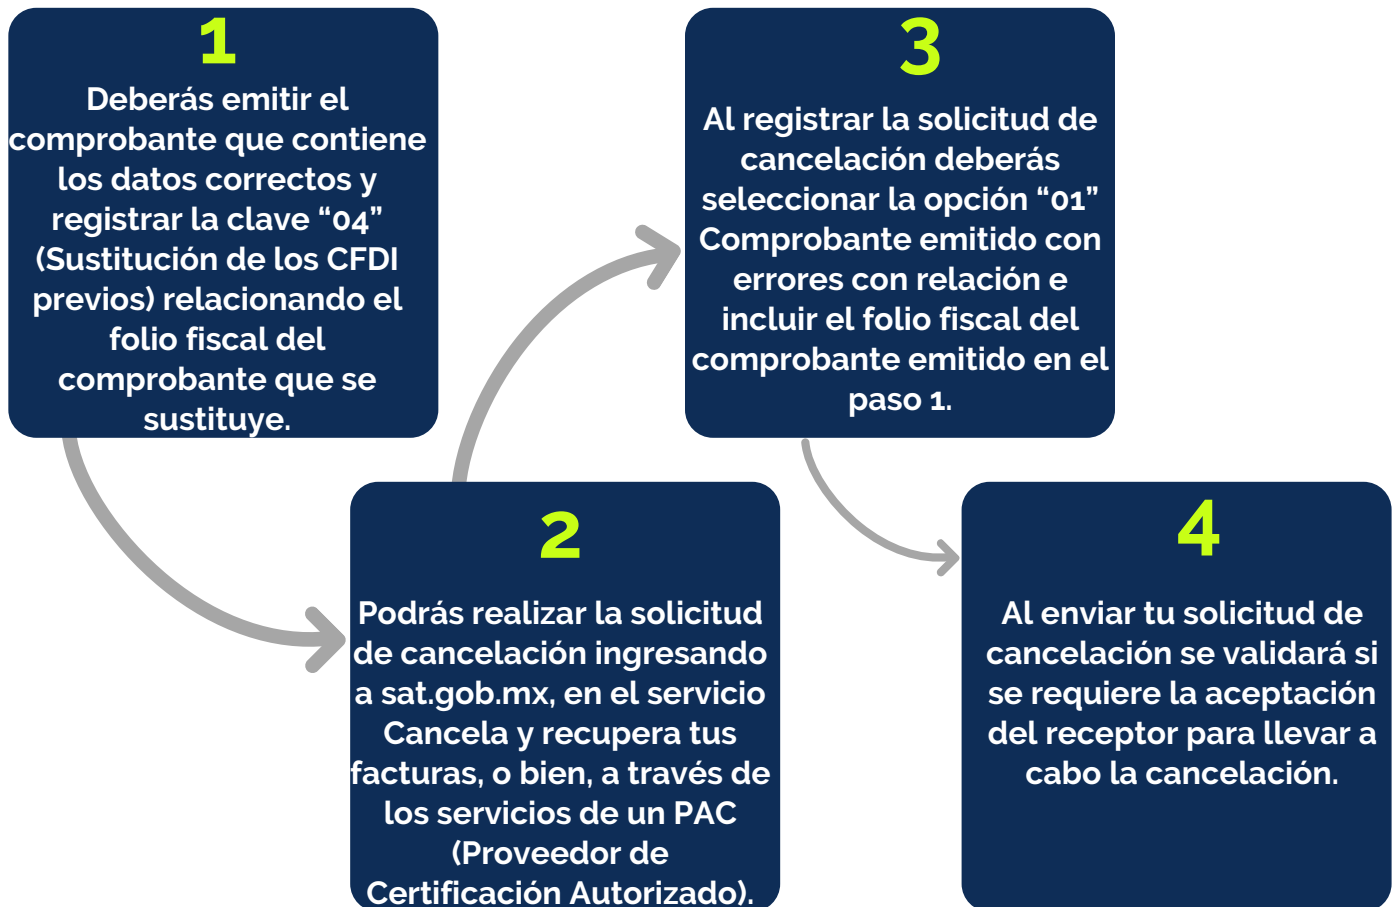 1
Deberás emitir el
comprobante que contiene
los datos correctos y
registrar la clave “04”
(Sustitución de los CFDI
previos) relacionando el
folio fiscal del
comprobante que se
sustituye.
2
Podrás realizar la solicitud
de cancelación ingresando
a sat.gob.mx, en el servicio
Cancela y recupera tus
facturas, o bien, a través de
los servicios de un PAC
(Proveedor de
Certificación Autorizado).
3
Al registrar la solicitud de
cancelación deberás
seleccionar la opción “01”
Comprobante emitido con
errores con relación e
incluir el folio fiscal del
comprobante emitido en el
paso 1.
4
Al enviar tu solicitud de
cancelación se validará si
se requiere la aceptación
del receptor para llevar a
cabo la cancelación.